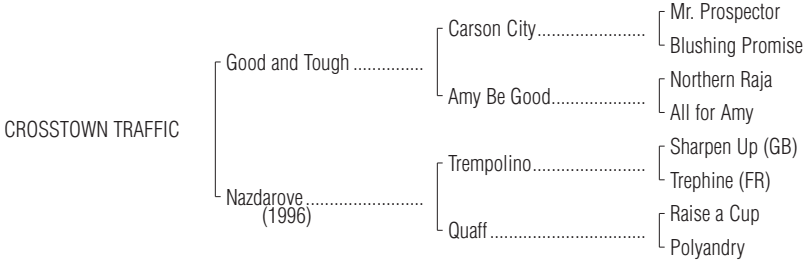 Mr. Prospector
Carson City........................
Blushing Promise
Good and Tough ...............
Northern Raja
Amy Be Good.....................
All for Amy
CROSSTOWN TRAFFIC
Sharpen Up (GB)
Trempolino.........................
Trephine (FR)
Nazdarove .........................
(1996)
Raise a Cup
Quaff ..................................
Polyandry